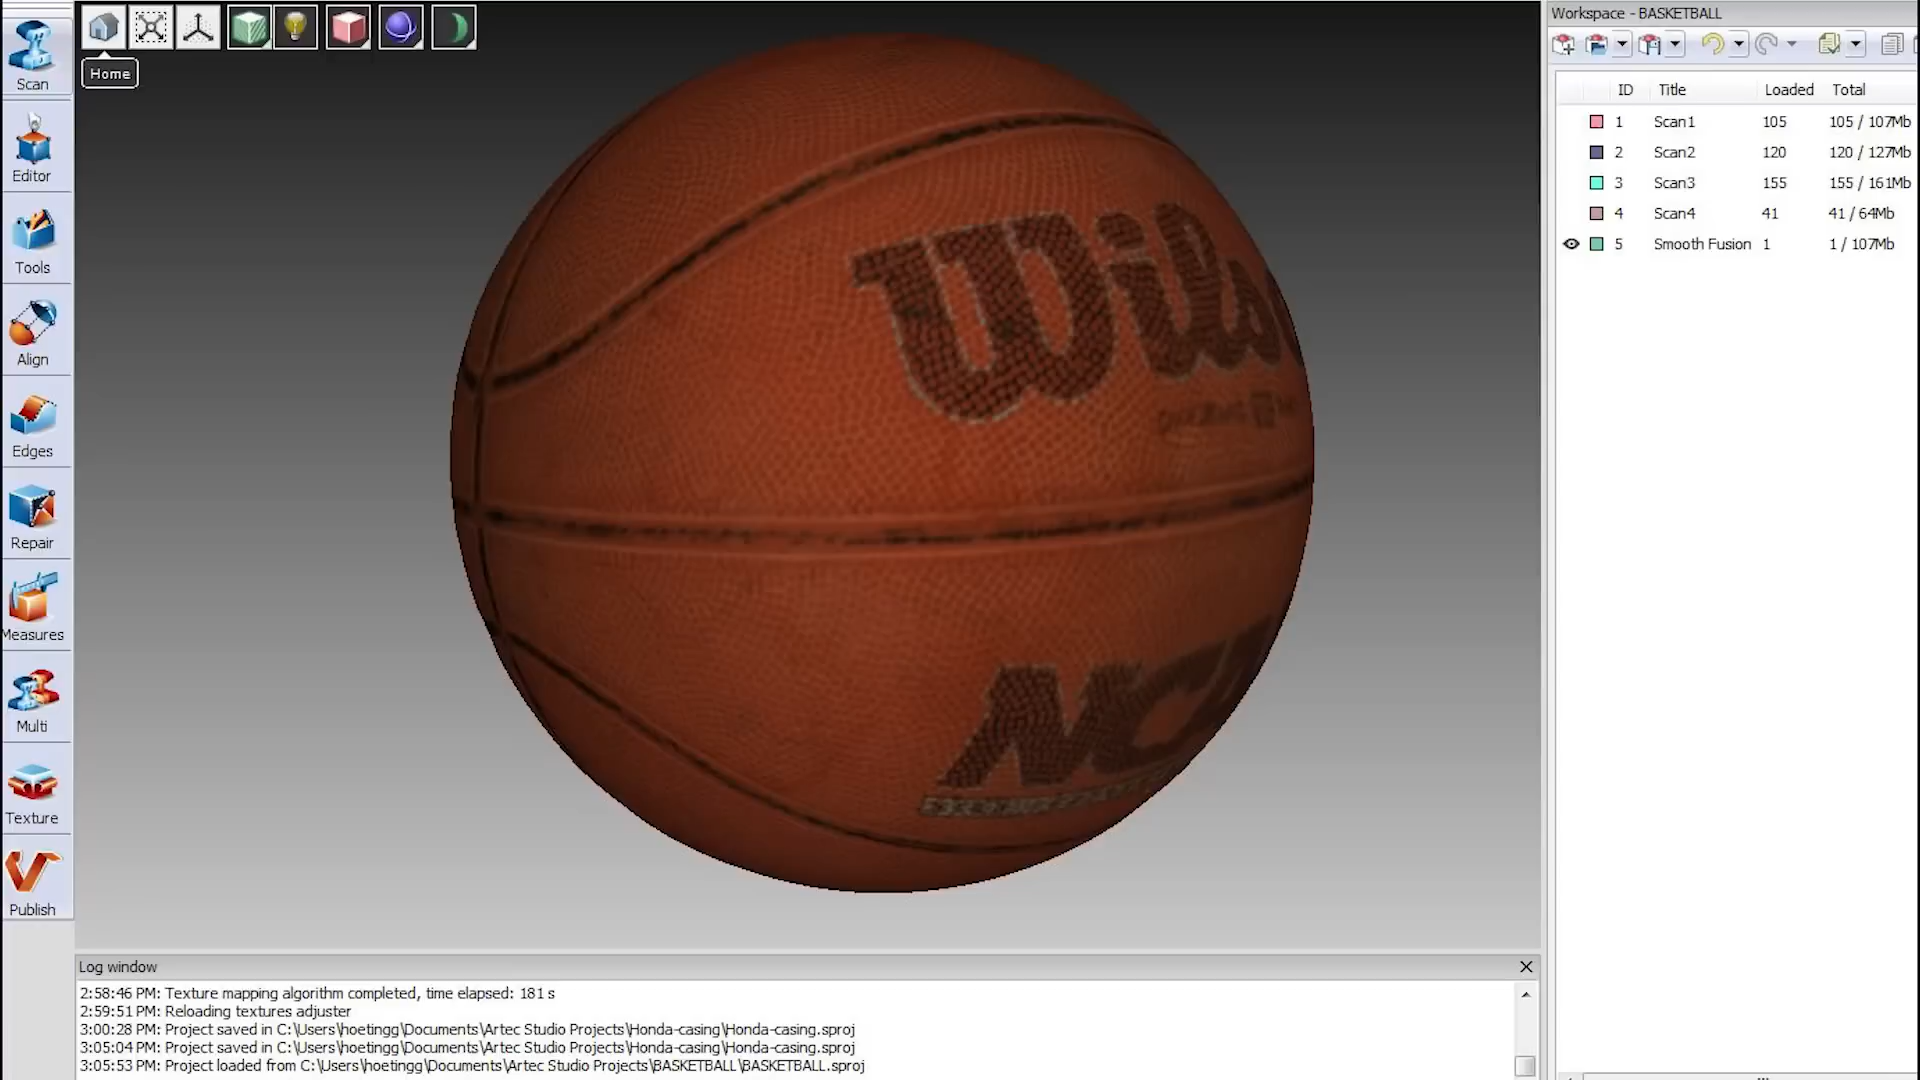 Workspace - BASKETBALL
Home
Scan
Editor
Tools
Align
Edges
Repair
Measures
Multi
Texture
Publish
ID Title Loaded Total
1 Scan1 105 105 / 107Mb
2 Scan2 120 120 / 127Mb
3 Scan3 155 155 / 161Mb
4 Scan4 41 41 / 64Mb
5 Smooth Fusion 1 1 / 107Mb
Wils
NC
Log window
2:58:46 PM: Texture mapping algorithm completed, time elapsed: 181 s
2:59:51 PM: Reloading textures adjuster
3:00:28 PM: Project saved in C:\Users\hoetingg\Documents\Artec Studio Projects\Honda-casing\Honda-casing.sproj
3:05:04 PM: Project saved in C:\Users\hoetingg\Documents\Artec Studio Projects\Honda-casing\Honda-casing.sproj
3:05:53 PM: Project loaded from C:\Users\hoetingg\Documents\Artec Studio Projects\BASKETBALL\BASKETBALL.sproj